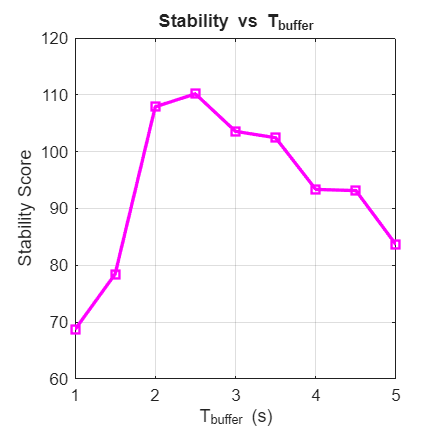 Stability vs T_buffer
120
110
100
90
80
70
60
Stability Score
1 2 3 4 5
T_buffer (s)